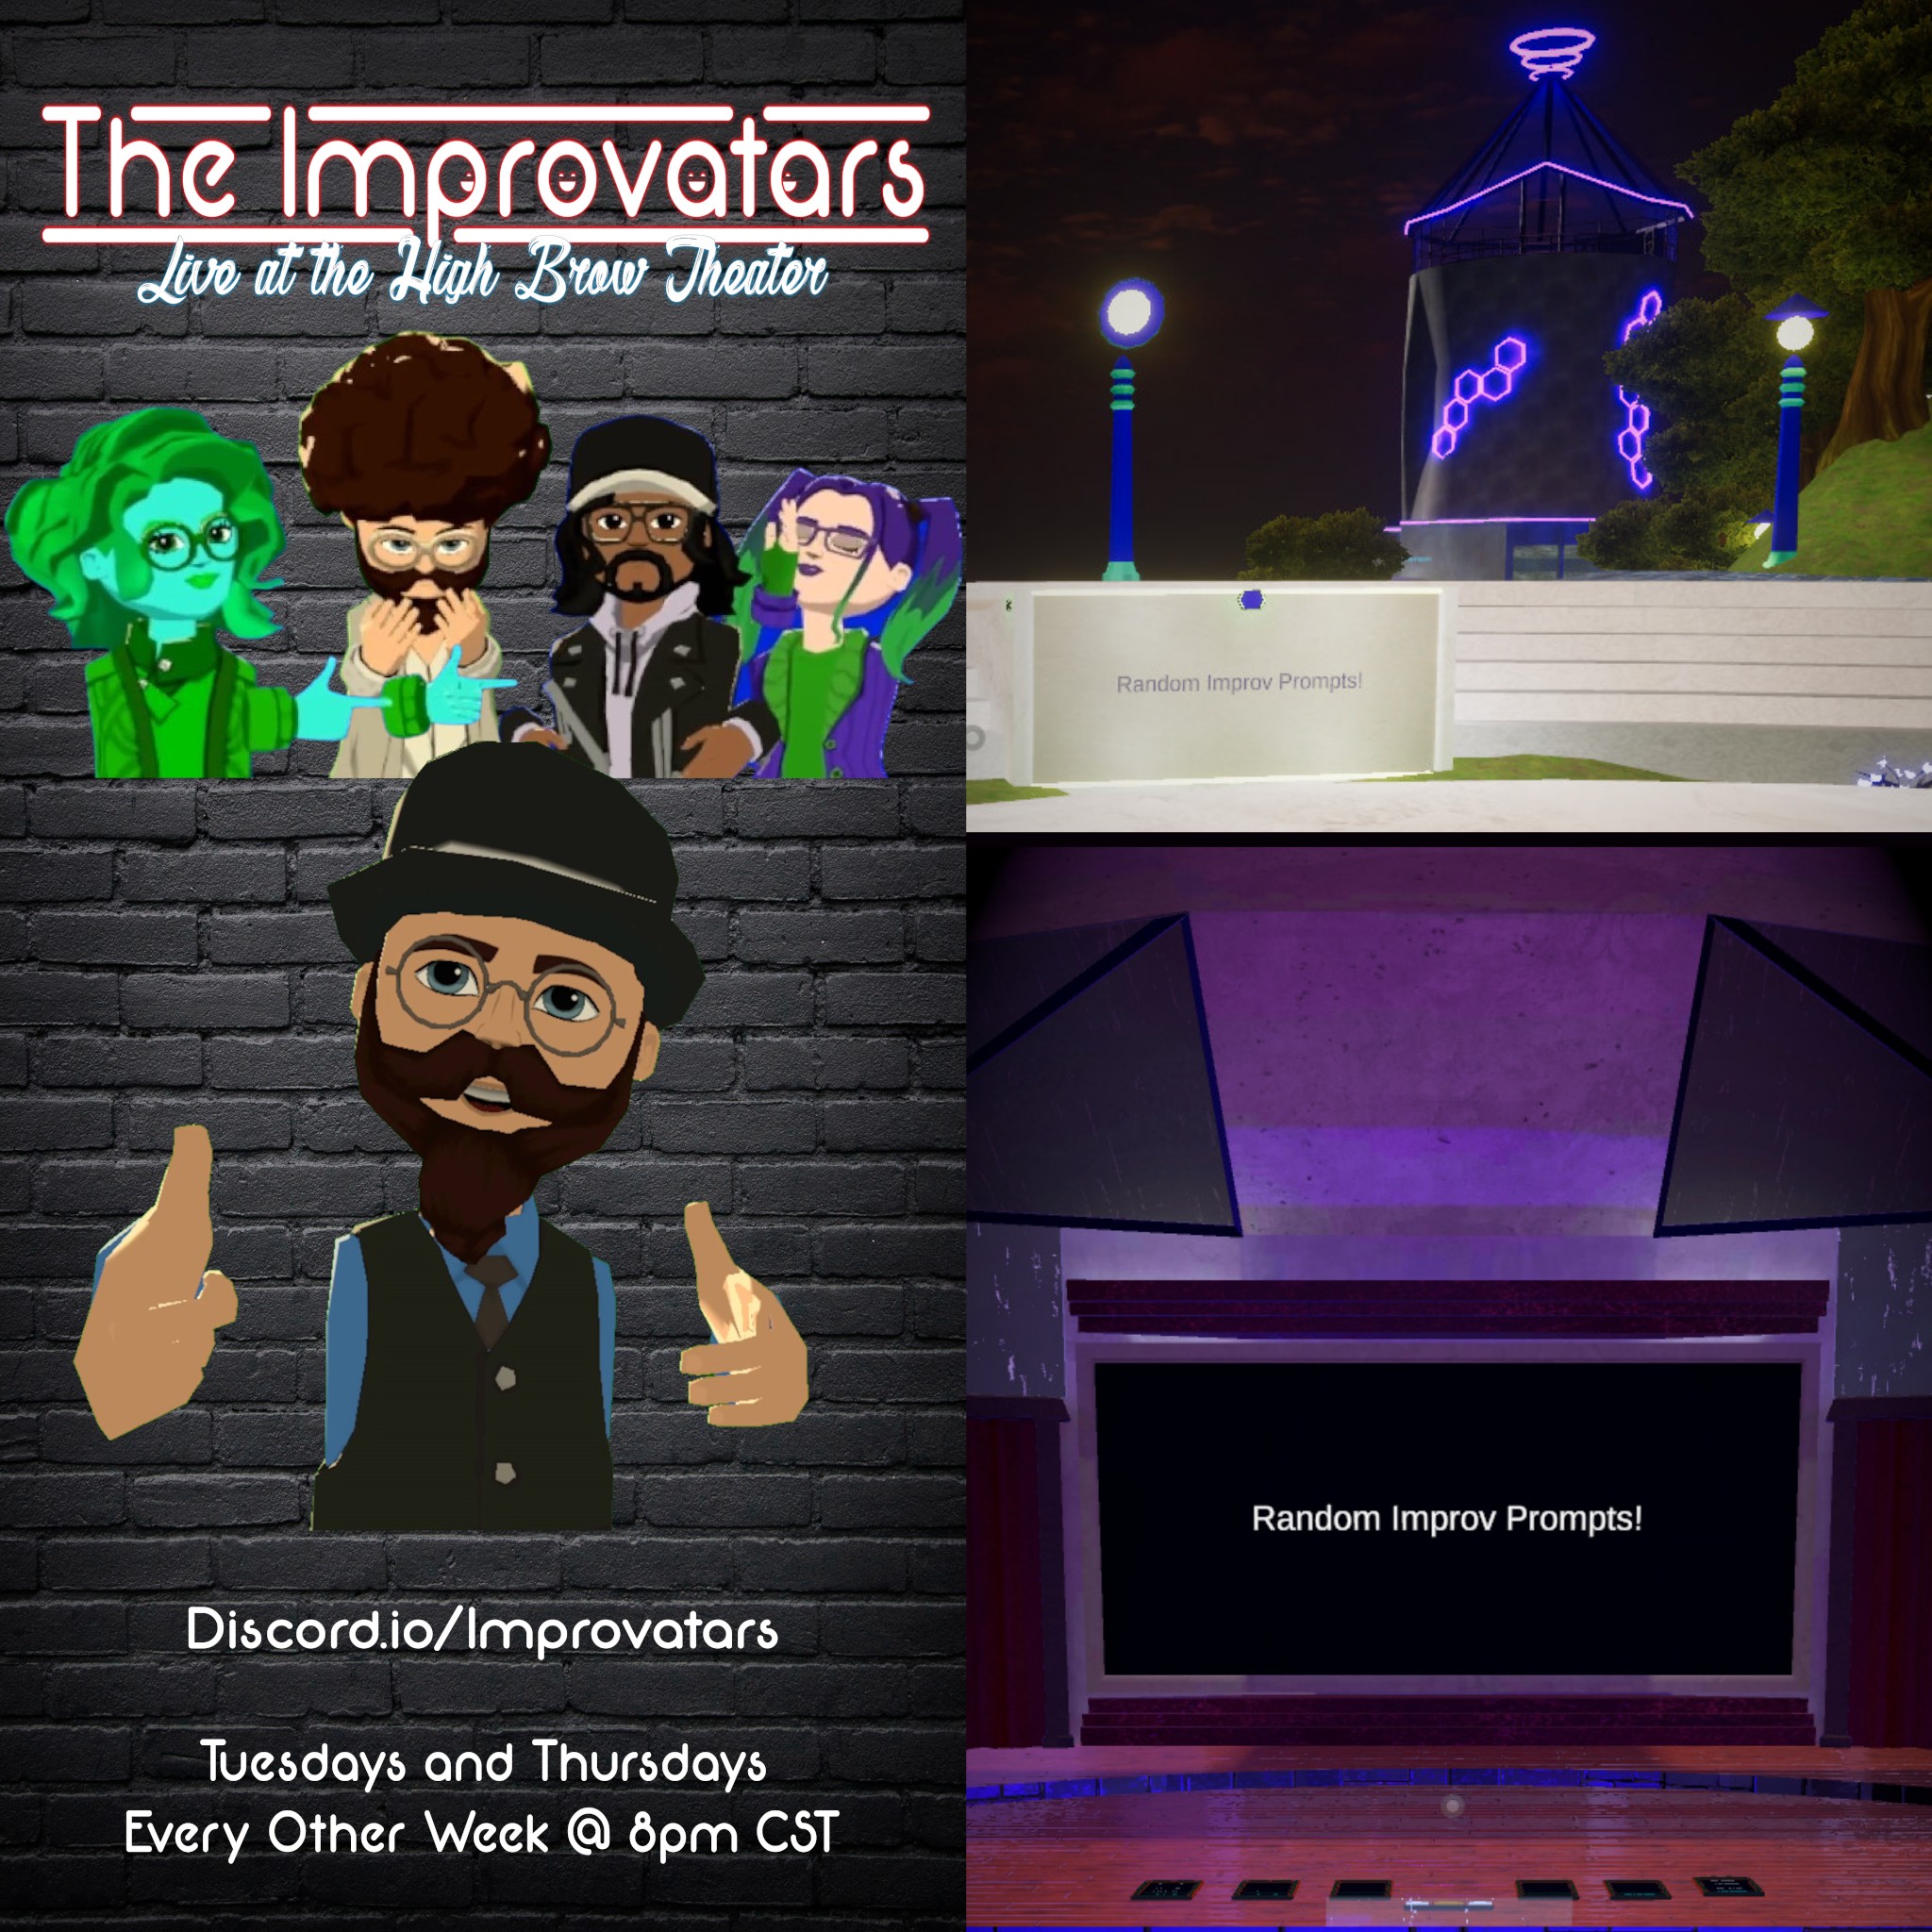 The Improvatars
Live at the High Brow Theater
Discord.io/Improvatars
Tuesdays and Thursdays
Every Other Week @ 8pm CST
Random Improv Prompts!
Random Improv Prompts!